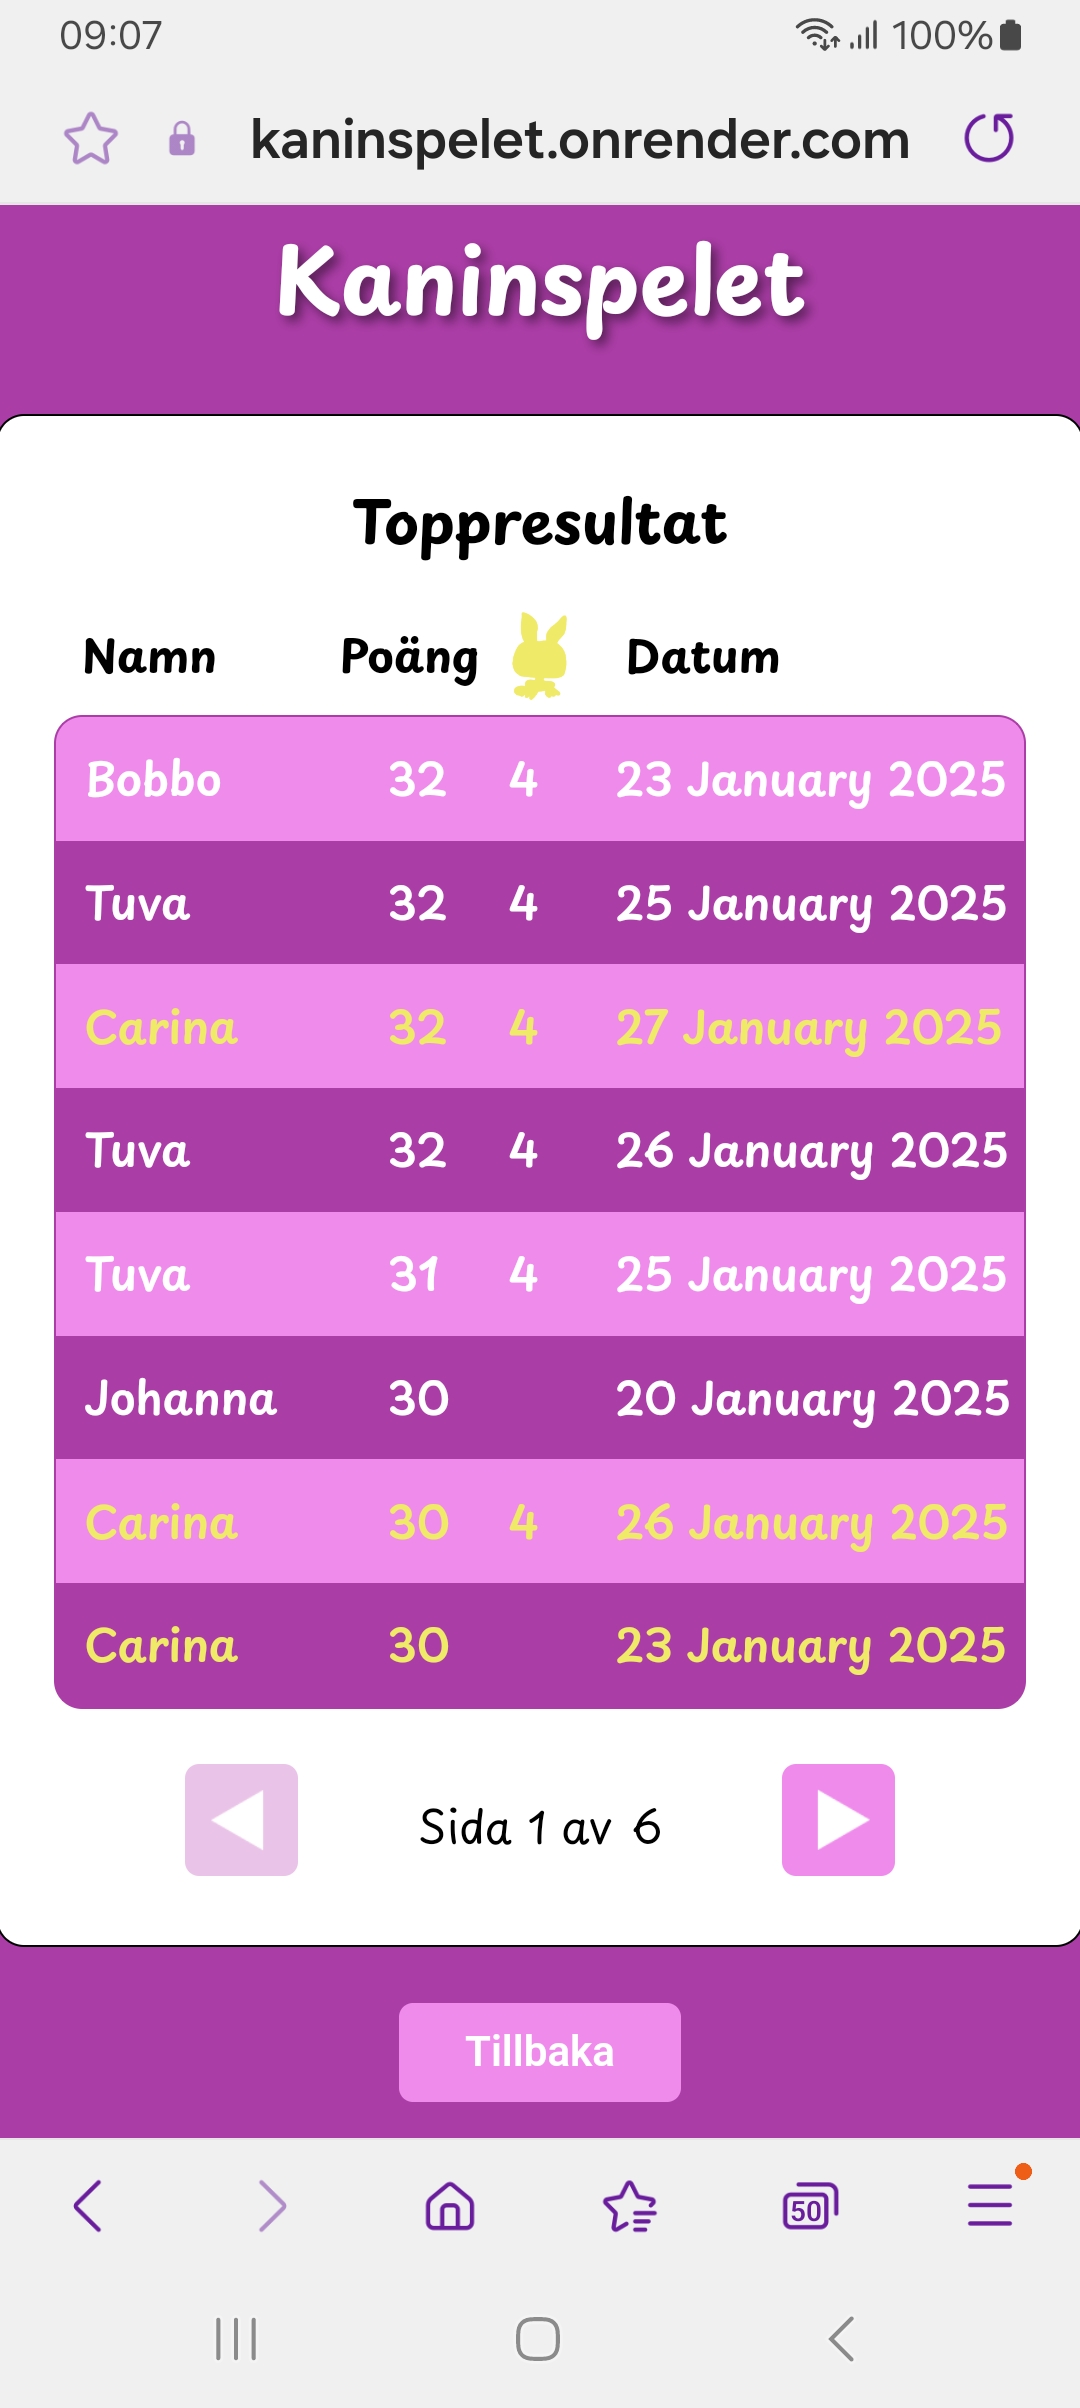 09:07 100%
kaninspelet.onrender.com
Kaninspelet
Toppresultat
Namn Poäng Datum
Bobbo 32 4 23 January 2025
Tuva 32 4 25 January 2025
Carina 32 4 27 January 2025
Tuva 32 4 26 January 2025
Tuva 31 4 25 January 2025
Johanna 30 20 January 2025
Carina 30 4 26 January 2025
Carina 30 23 January 2025
Sida 1 av 6
Tillbaka
50